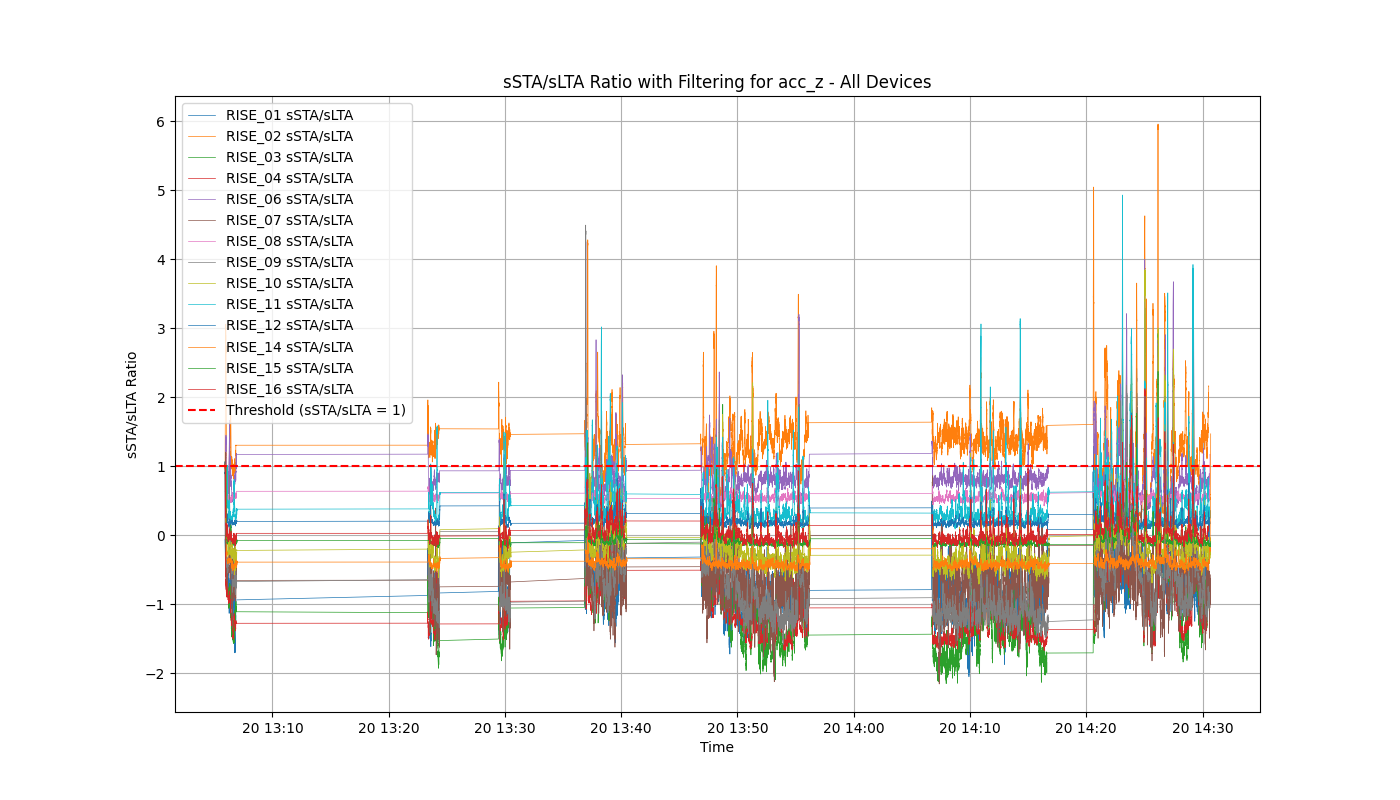 sSTA/sLTA Ratio with Filtering for acc_z - All Devices
RISE_01 sSTA/sLTA
RISE_02 sSTA/sLTA
RISE_03 sSTA/sLTA
RISE_04 sSTA/sLTA
RISE_06 sSTA/sLTA
RISE_07 sSTA/sLTA
RISE_08 sSTA/sLTA
RISE_09 sSTA/sLTA
RISE_10 sSTA/sLTA
RISE_11 sSTA/sLTA
RISE_12 sSTA/sLTA
RISE_14 sSTA/sLTA
RISE_15 sSTA/sLTA
RISE_16 sSTA/sLTA
Threshold (sSTA/sLTA = 1)
sSTA/sLTA Ratio
6
5
4
3
2
1
0
−1
−2
20 13:10 20 13:20 20 13:30 20 13:40 20 13:50 20 14:00 20 14:10 20 14:20 20 14:30
Time